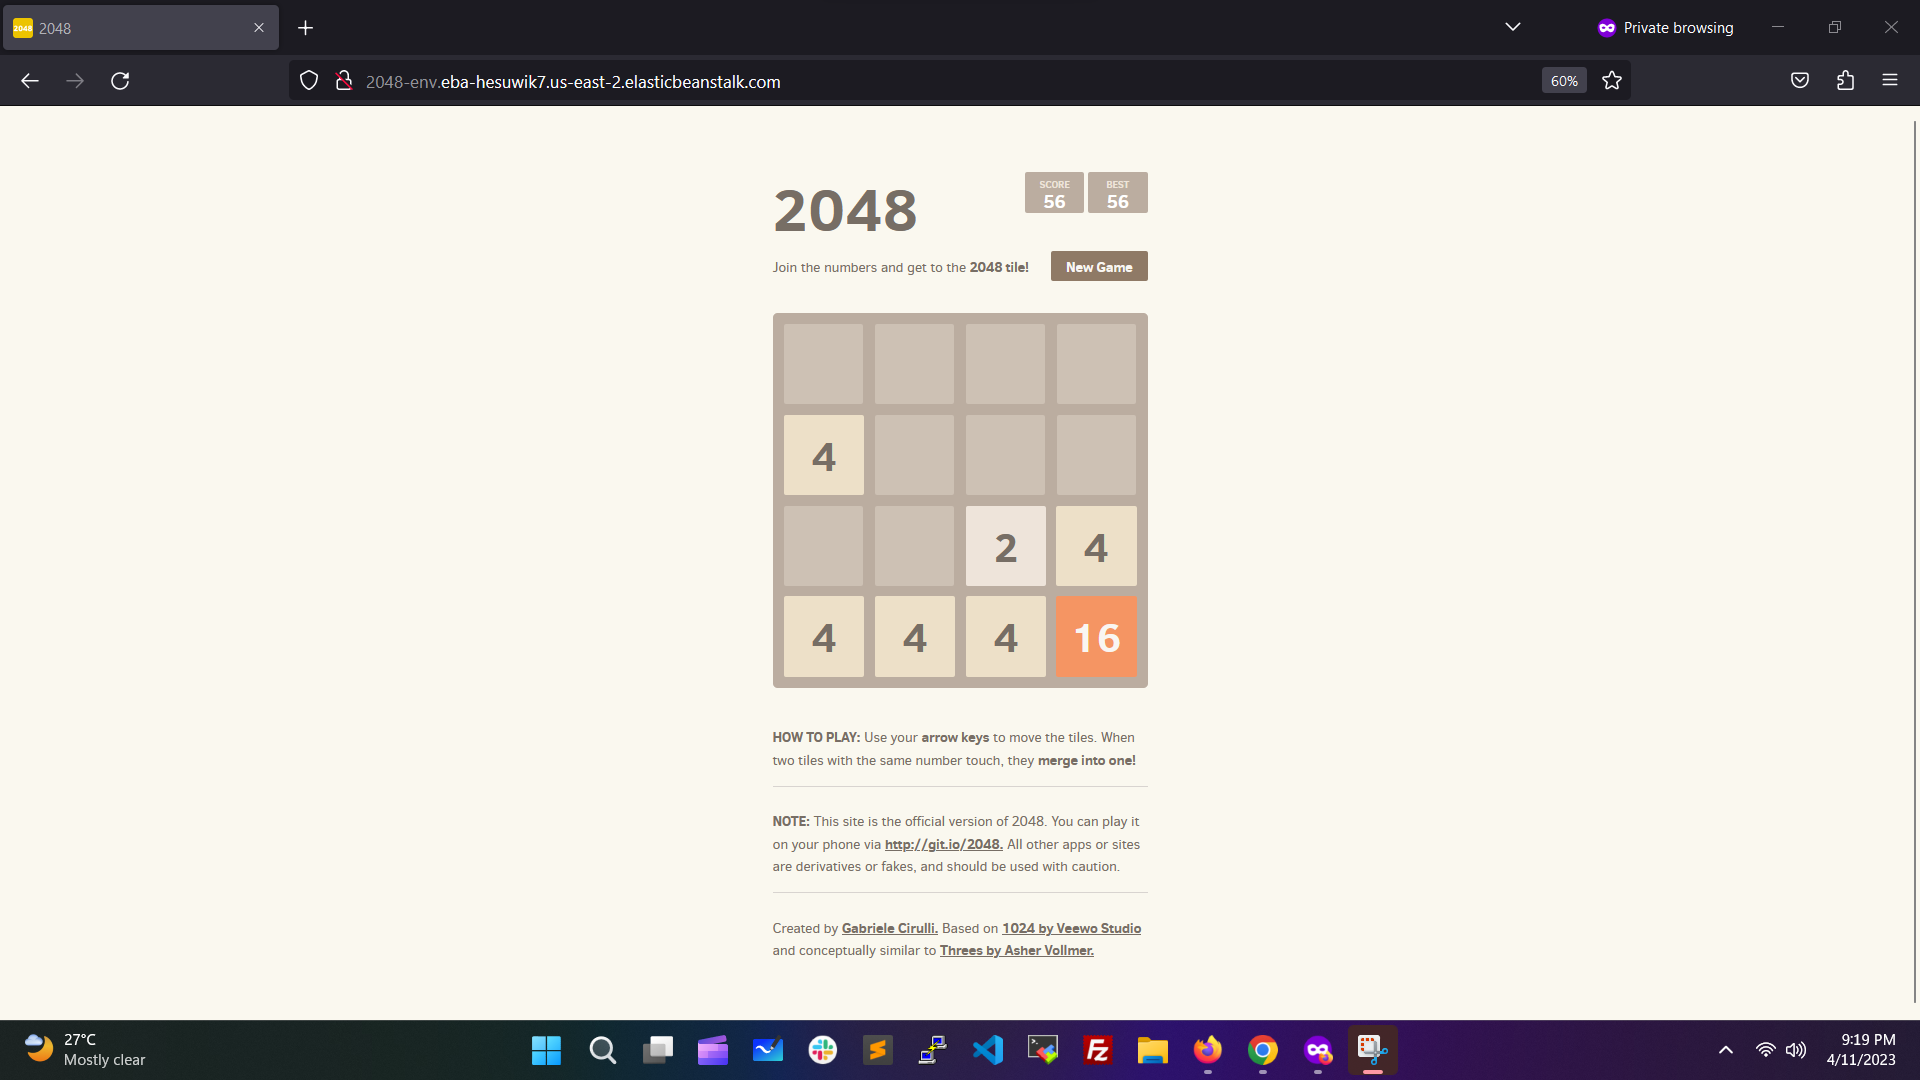 2048
2048
Private browsing
2048-env.eba-hesuwik7.us-east-2.elasticbeanstalk.com
60%
2048
SCORE
56
BEST
56
Join the numbers and get to the 2048 tile!
New Game
4
2 4
4 4 4 16
HOW TO PLAY: Use your arrow keys to move the tiles. When
two tiles with the same number touch, they merge into one!
NOTE: This site is the official version of 2048. You can play it
on your phone via http://git.io/2048. All other apps or sites
are derivatives or fakes, and should be used with caution.
Created by Gabriele Cirulli. Based on 1024 by Veewo Studio
and conceptually similar to Threes by Asher Vollmer.
27°C
Mostly clear
Fz
9:19 PM
4/11/2023